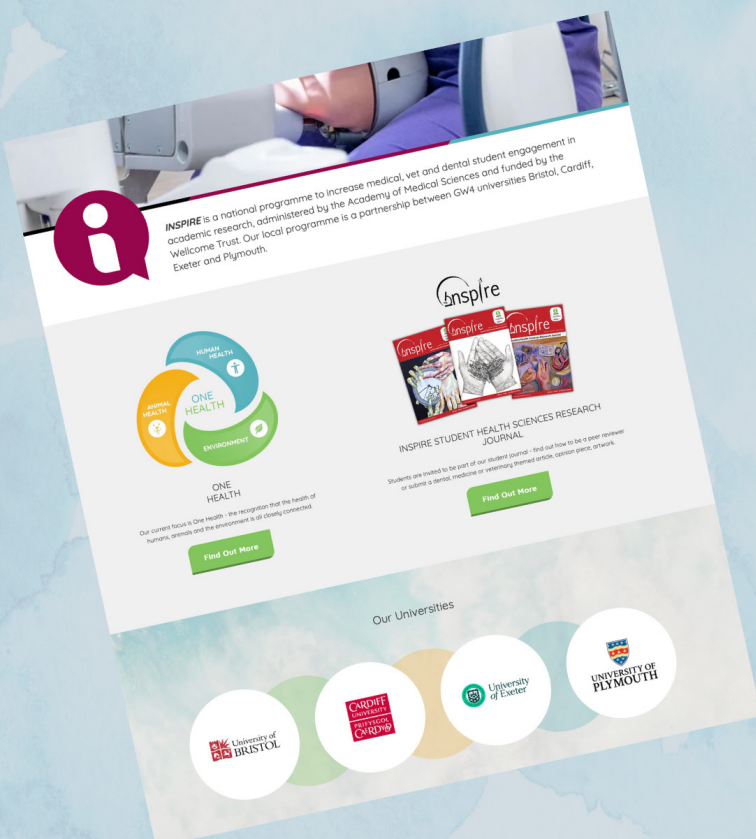 INSPIRE is a national programme to increase medical, vet and dental student engagement in
academic research, administered by the Academy of Medical Sciences and funded by the
Wellcome Trust. Our local programme is a partnership between GW4 universities Bristol, Cardiff,
Exeter and Plymouth.
HUMAN
HEALTH
ANIMAL
HEALTH
ONE
HEALTH
ENVIRONMENT
ONE
HEALTH
Our current focus is One Health - the recognition that the health of
humans, animals and the environment is all closely connected.
Find Out More
Inspire
Inspire
Inspire
Inspire
INSPIRE STUDENT HEALTH SCIENCES RESEARCH
JOURNAL
Students are invited to be part of our student journal - find our how to be a peer reviewer
or submit a dental, medicine or veterinary themed article, opinion piece, artwork.
Find Out More
Our Universities
University of
BRISTOL
CARDIFF
UNIVERSITY
PRIFYSGOL
CAERDYDD
University
of Exeter
UNIVERSITY OF
PLYMOUTH